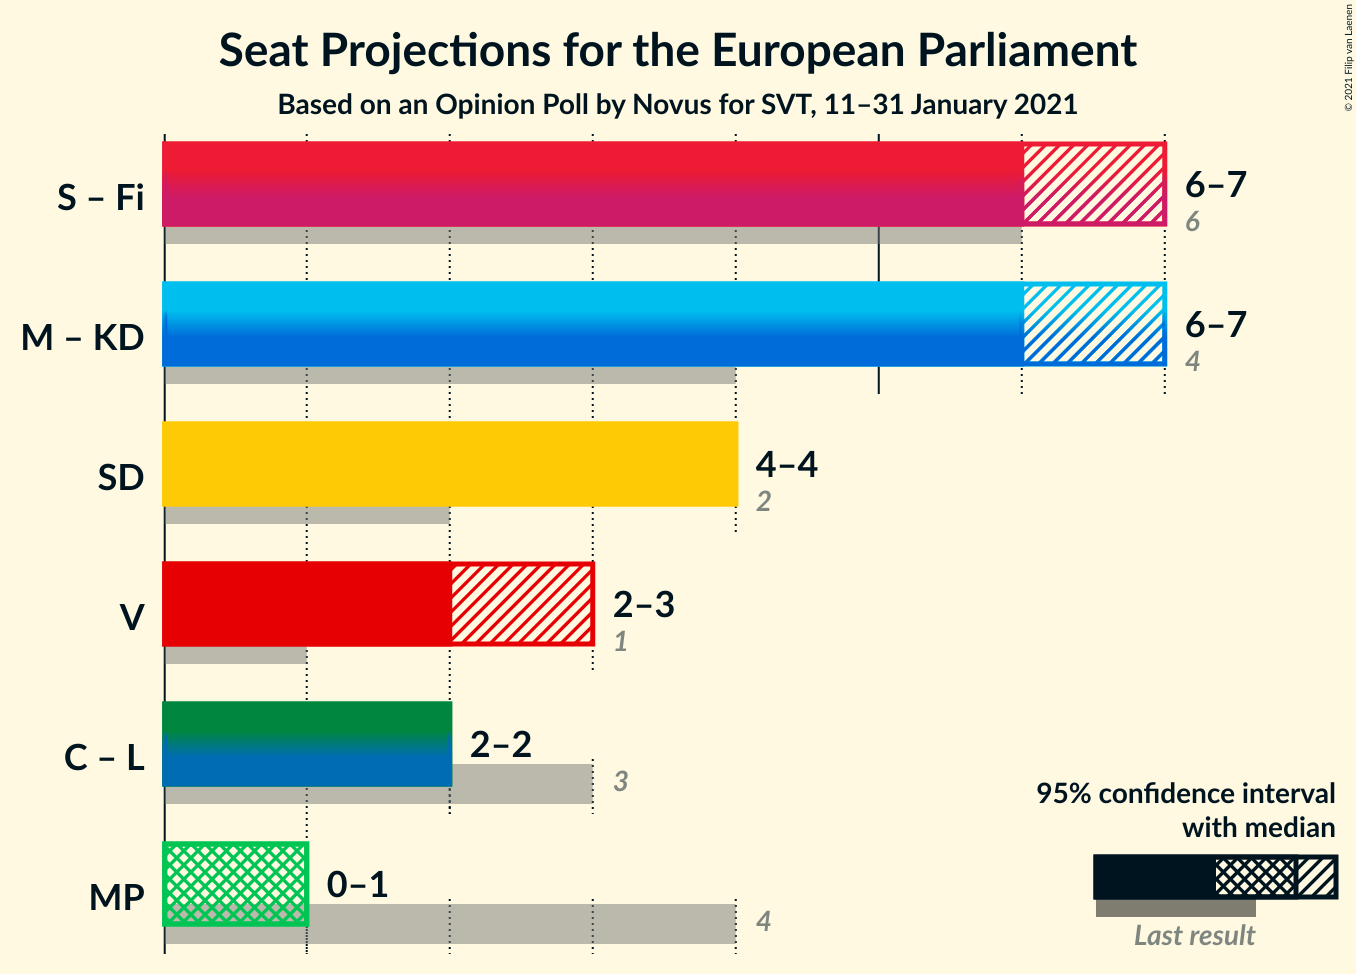 Seat Projections for the European Parliament
Based on an Opinion Poll by Novus for SVT, 11–31 January 2021
© 2021 Filip van Laenen
S – Fi
6–7
6
M – KD
6–7
4
SD
4–4
2
V
2–3
1
C – L
2–2
3
MP
0–1
4
95% confidence interval
with median
Last result